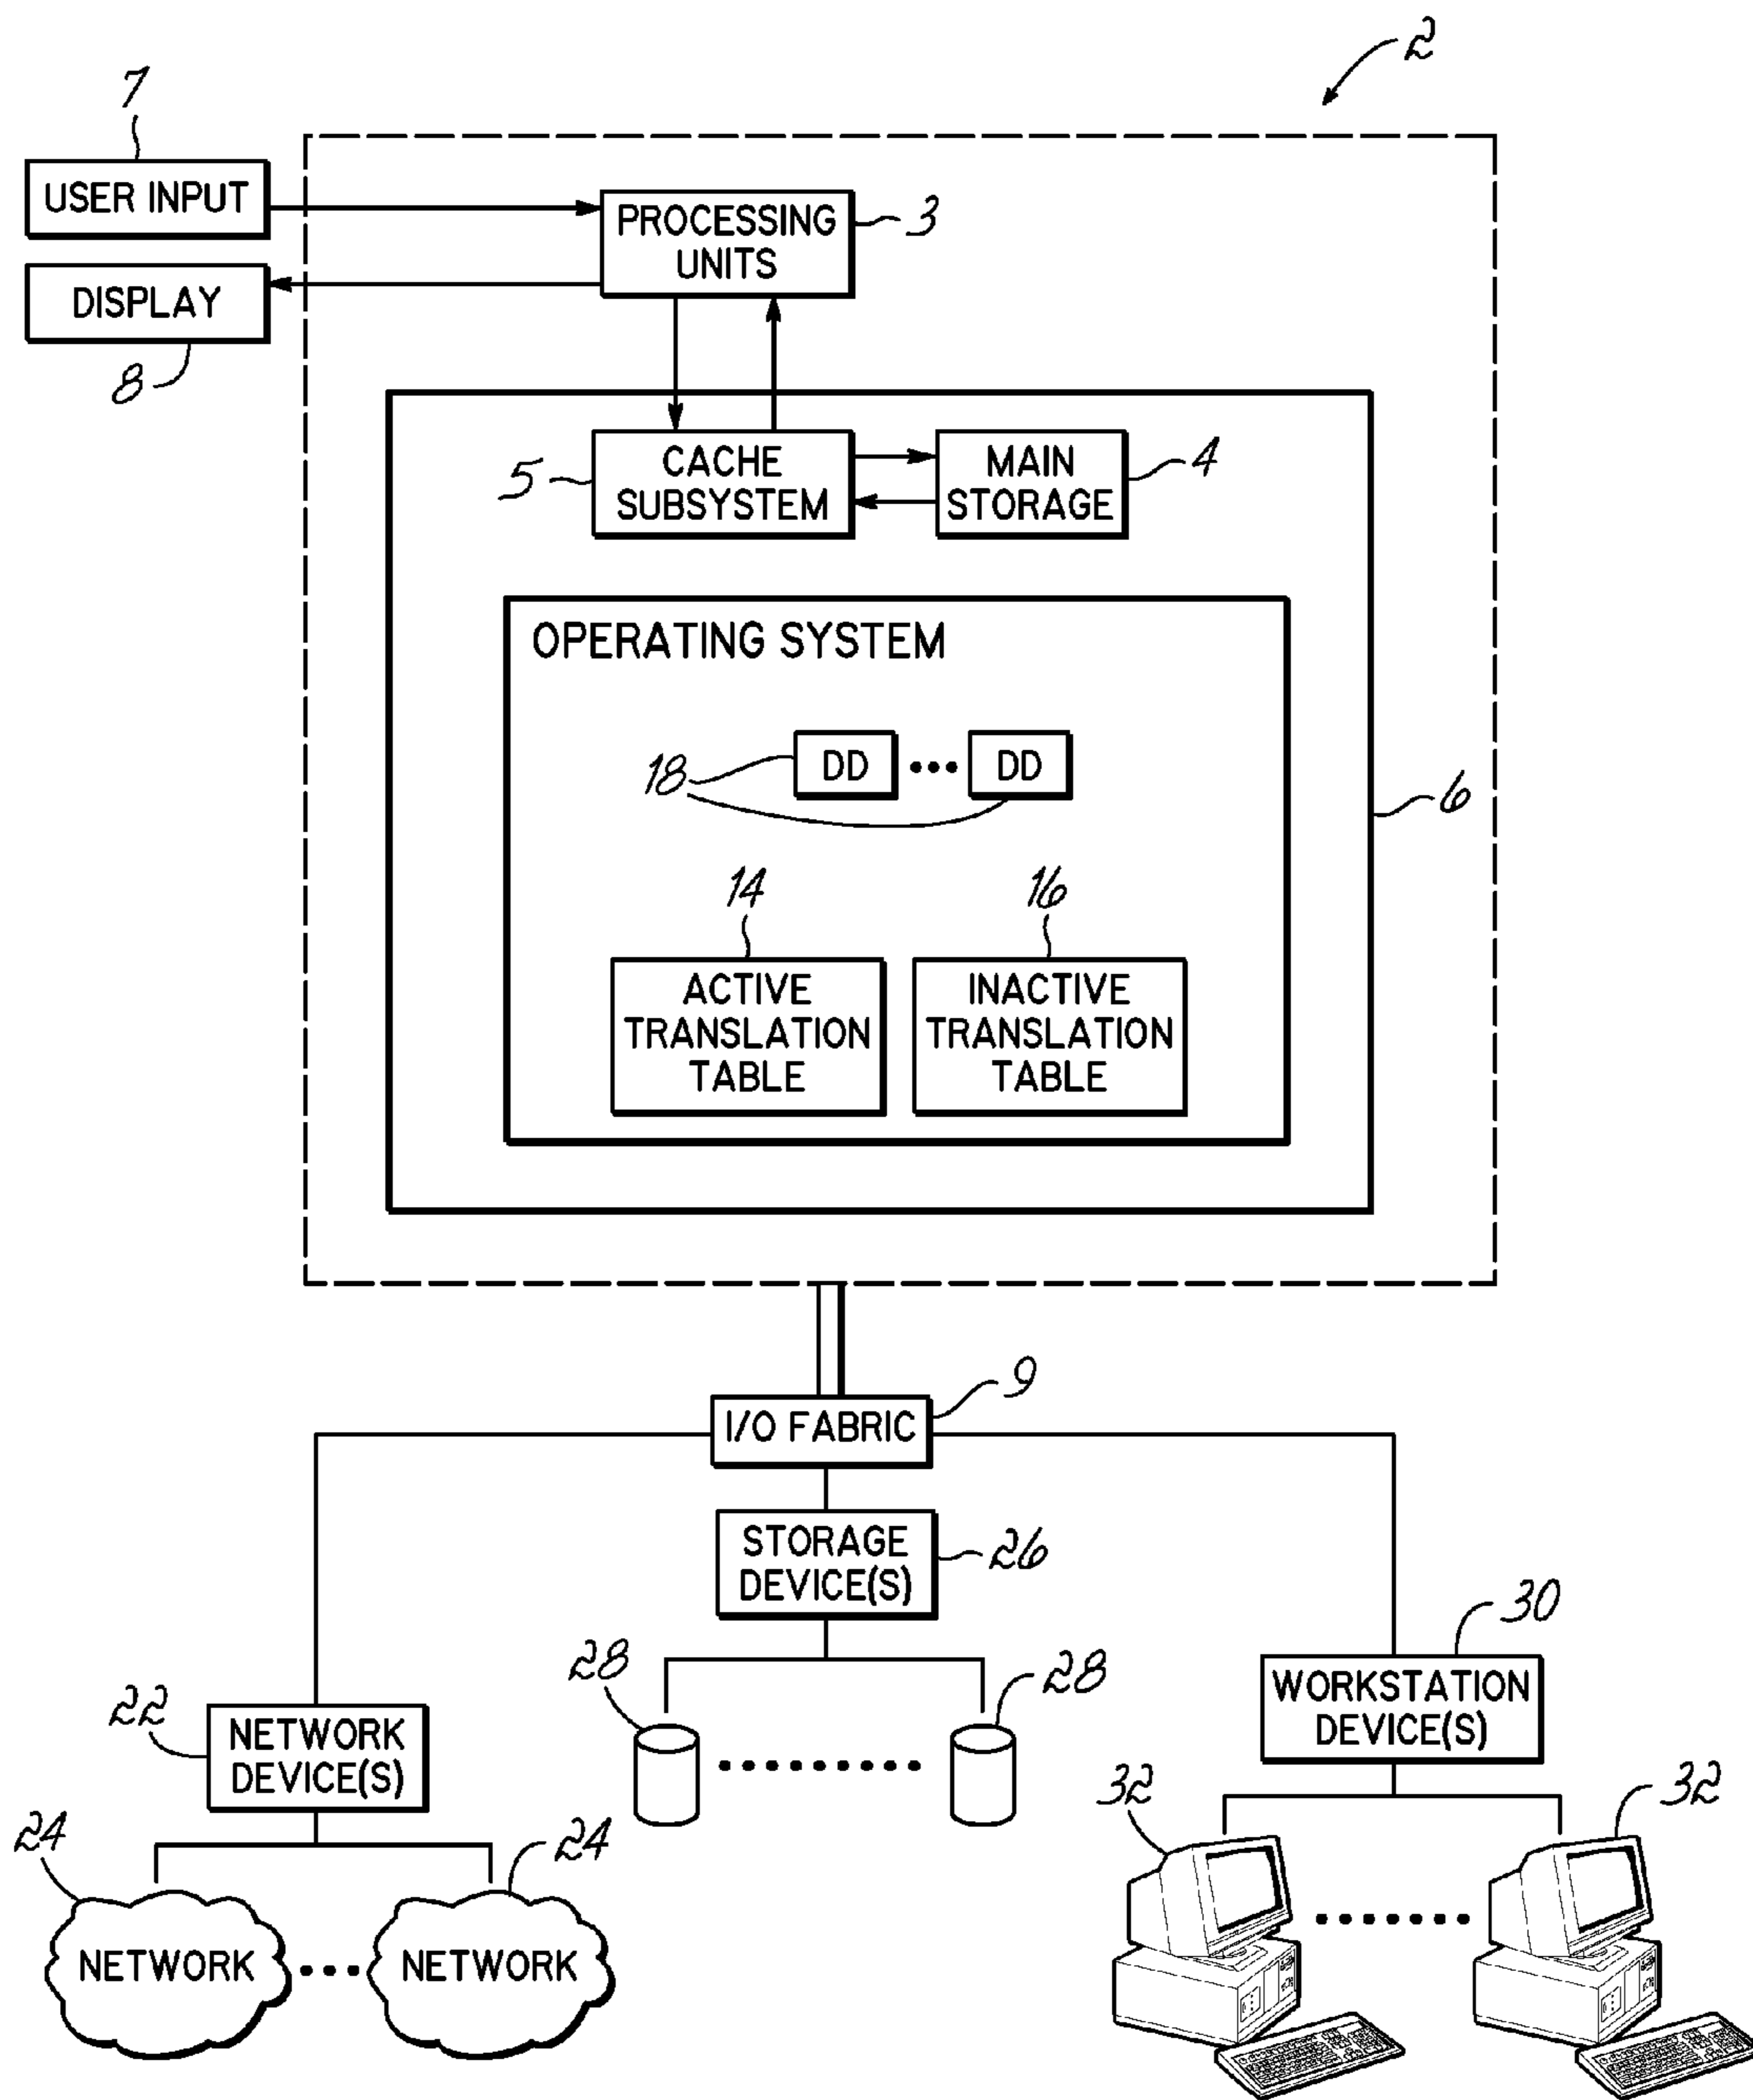 2
7
USER INPUT
PROCESSING
UNITS
3
DISPLAY
8
5
CACHE
SUBSYSTEM
MAIN
STORAGE
4
OPERATING SYSTEM
18
DD
DD
6
14
16
ACTIVE
TRANSLATION
TABLE
INACTIVE
TRANSLATION
TABLE
9
I/O FABRIC
STORAGE
DEVICE(S)
26
30
28
28
WORKSTATION
DEVICE(S)
22
NETWORK
DEVICE(S)
32
32
24
24
NETWORK
NETWORK